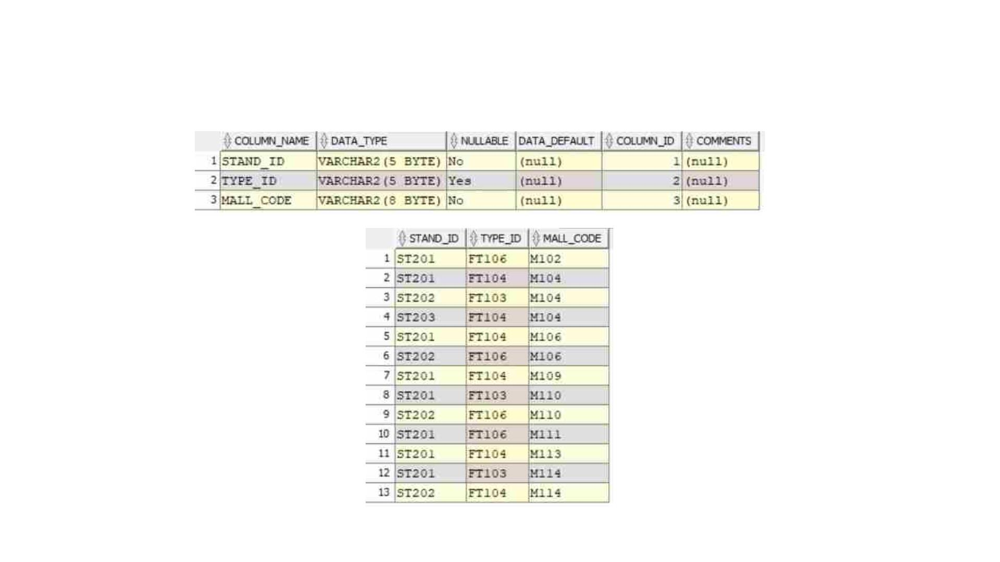 COLUMN_NAME DATA_TYPE NULLABLE DATA_DEFAULT COLUMN_ID COMMENTS
1 STAND_ID VARCHAR2(5 BYTE) No (null) 1 (null)
2 TYPE_ID VARCHAR2(5 BYTE) Yes (null) 2 (null)
3 MALL_CODE VARCHAR2(8 BYTE) No (null) 3 (null)
STAND_ID TYPE_ID MALL_CODE
1 ST201 FT106 M102
2 ST201 FT104 M104
3 ST202 FT103 M104
4 ST203 FT104 M104
5 ST201 FT104 M106
6 ST202 FT106 M106
7 ST201 FT104 M109
8 ST201 FT103 M110
9 ST202 FT106 M110
10 ST201 FT106 M111
11 ST201 FT104 M113
12 ST201 FT103 M114
13 ST202 FT104 M114